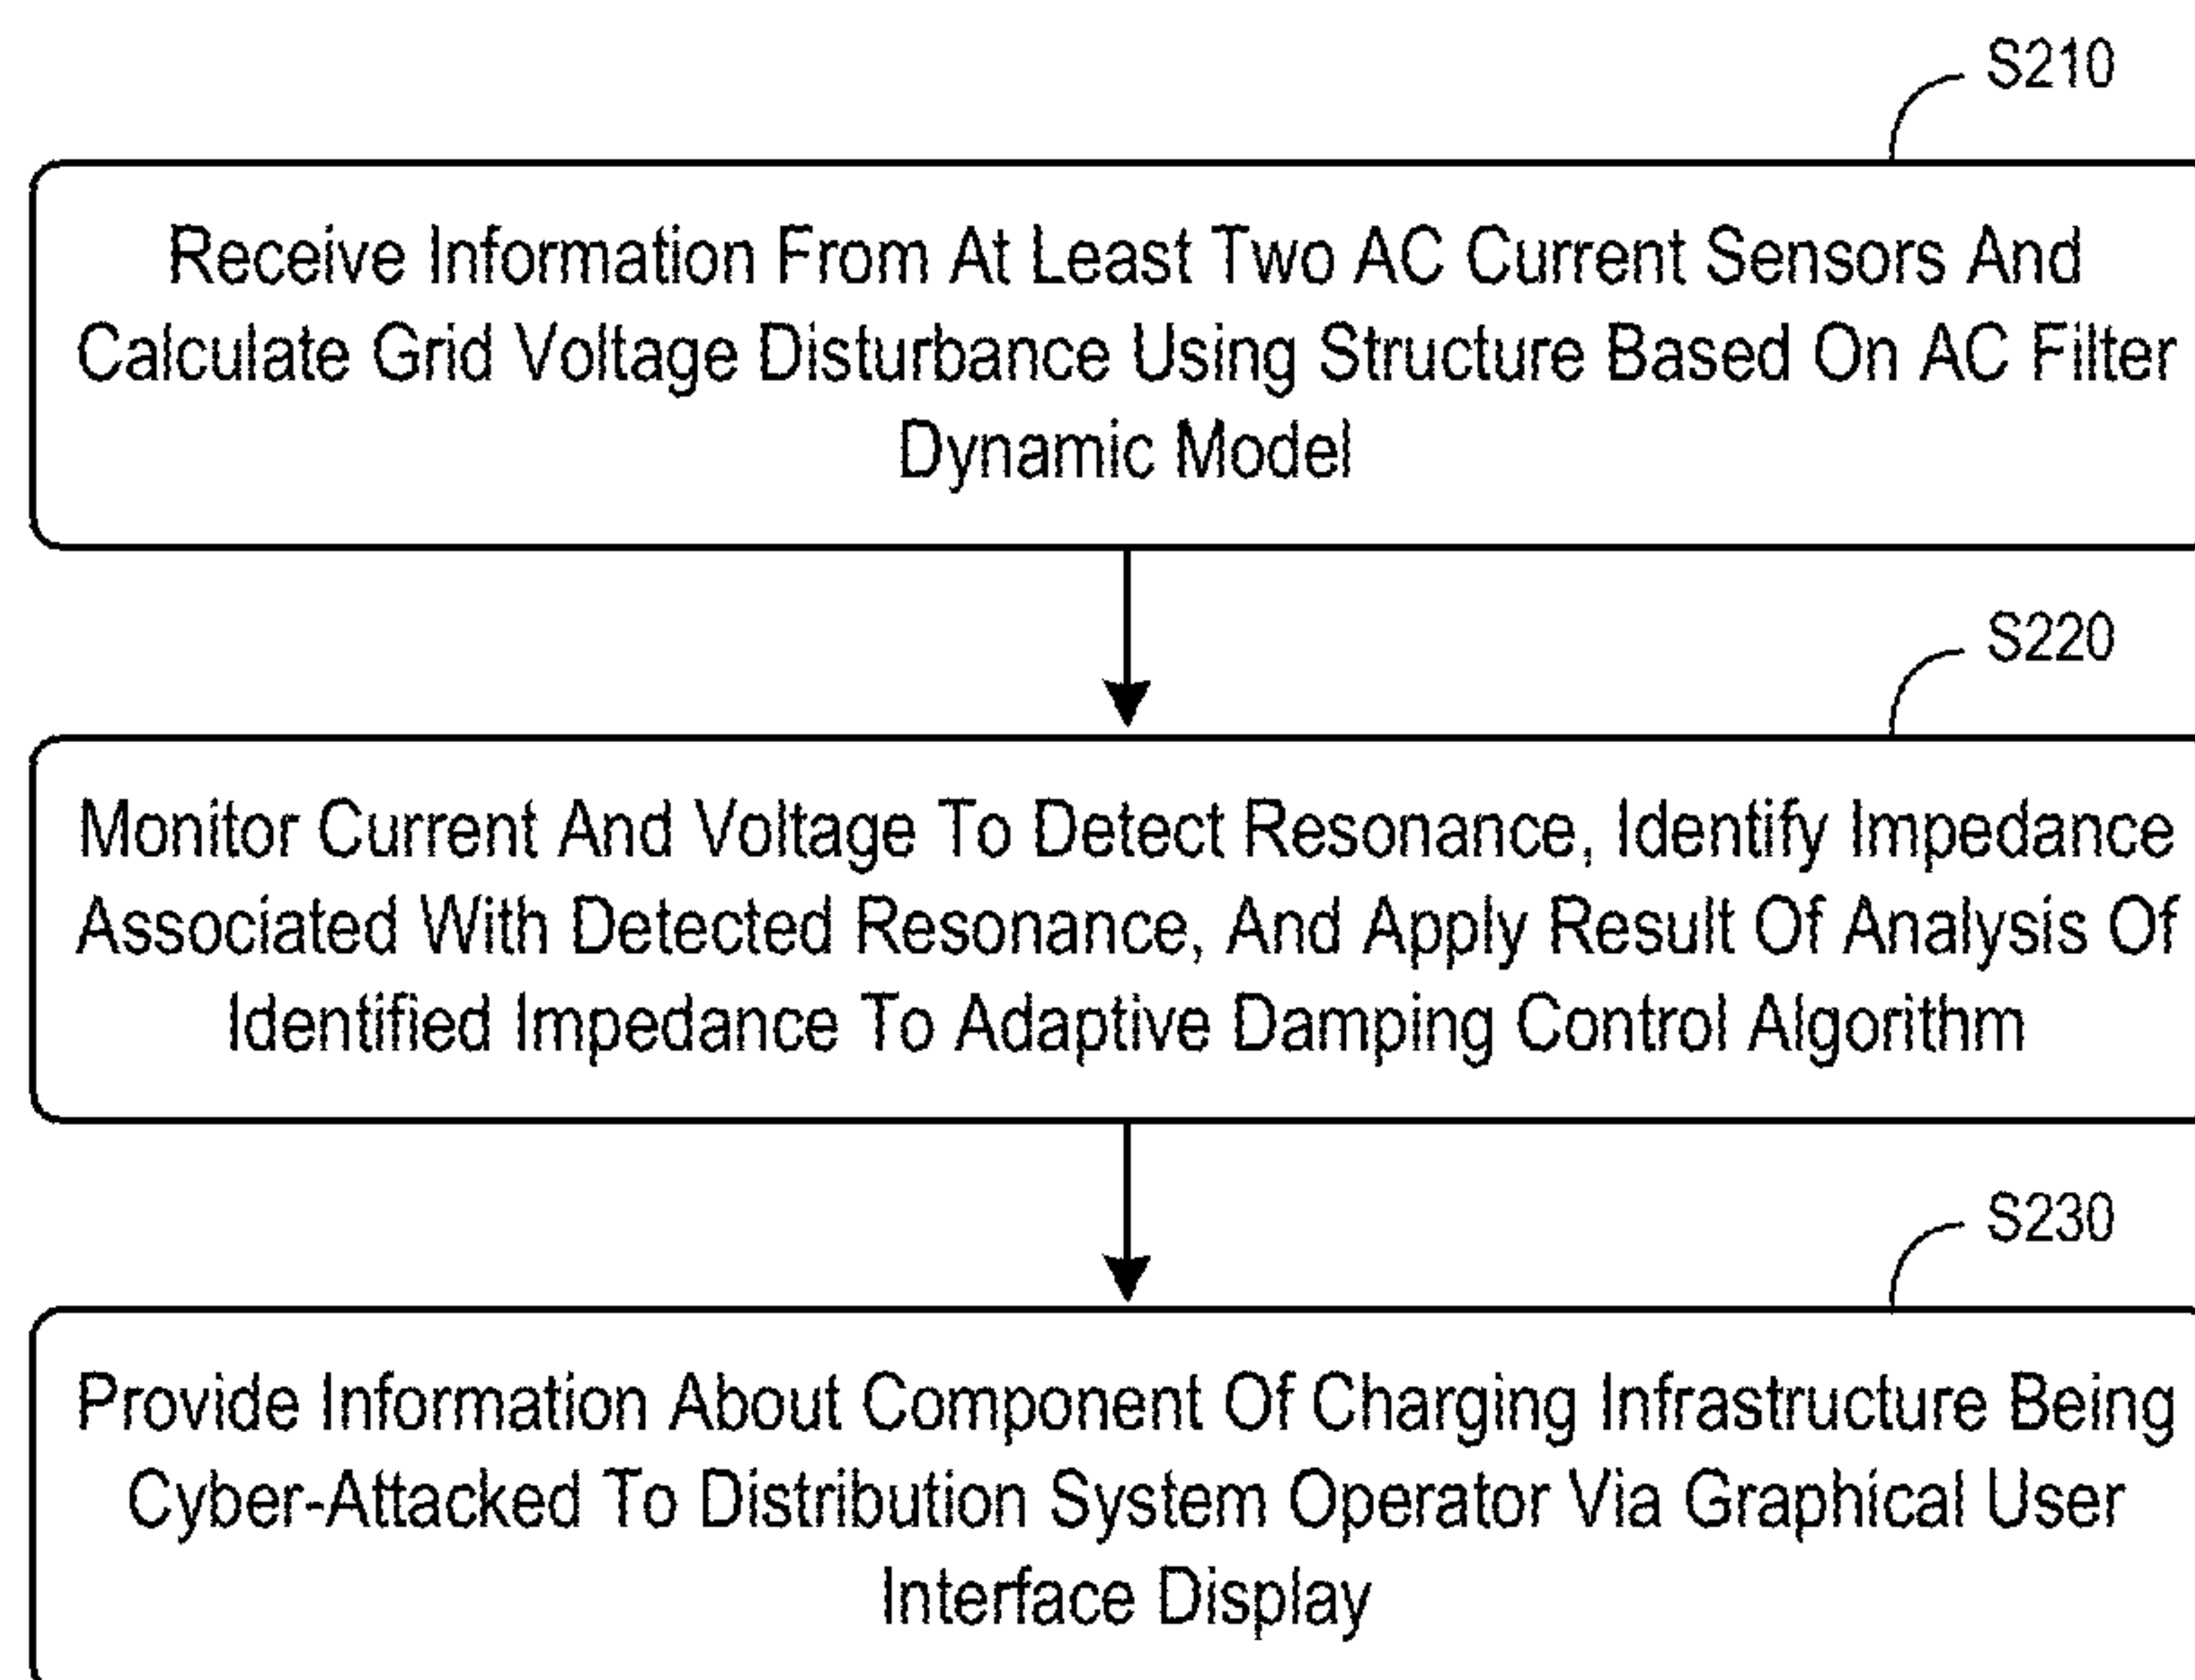 S210
Receive Information From At Least Two AC Current Sensors And
Calculate Grid Voltage Disturbance Using Structure Based On AC Filter
Dynamic Model
S220
Monitor Current And Voltage To Detect Resonance, Identify Impedance
Associated With Detected Resonance, And Apply Result Of Analysis Of
Identified Impedance To Adaptive Damping Control Algorithm
S230
Provide Information About Component Of Charging Infrastructure Being
Cyber-Attacked To Distribution System Operator Via Graphical User
Interface Display